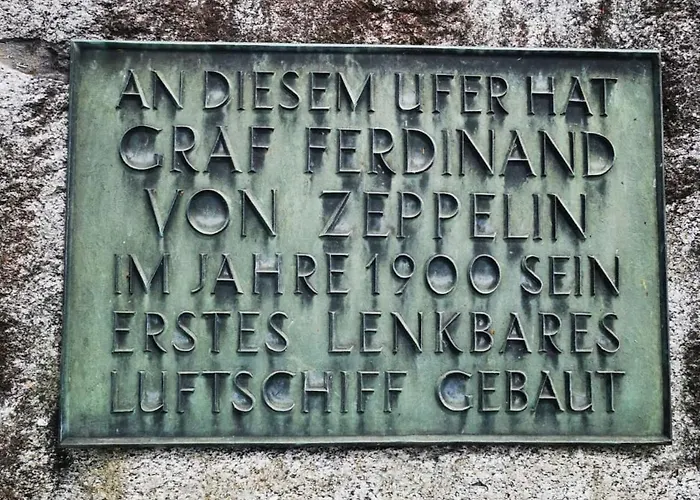 AN DIESEM UFER HAT
GRAF FERDINAND
VON ZEPPELIN
IM JAHRE 1900 SEIN
ERSTES LENKBARES
LUFTSCHIFF GEBAUT